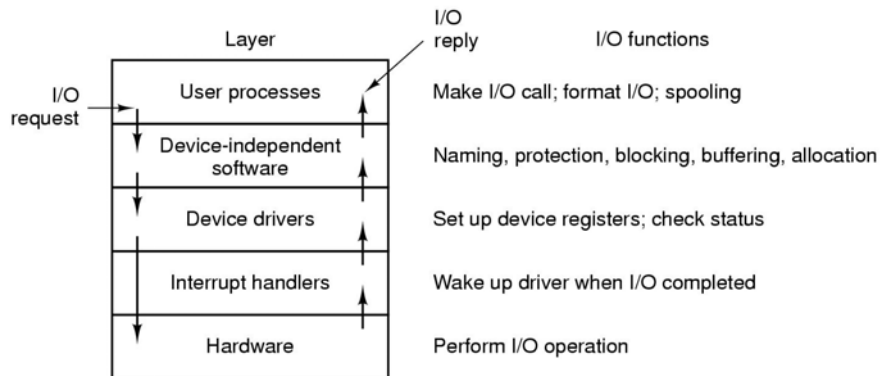 I/O
reply
Layer
I/O functions
I/O
request
User processes
Make I/O call; format I/O; spooling
Device-independent
software
Naming, protection, blocking, buffering, allocation
Device drivers
Set up device registers; check status
Interrupt handlers
Wake up driver when I/O completed
Hardware
Perform I/O operation